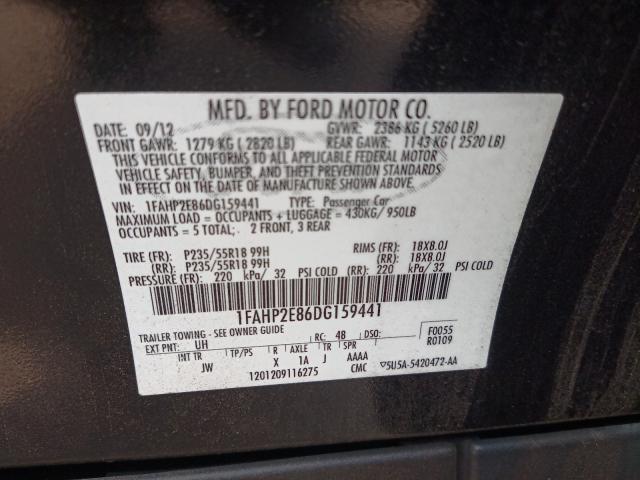 MFD. BY FORD MOTOR CO.
DATE: 09/12 GVWR: 2386 KG ( 5260 LB)
FRONT GAWR: 1279 KG ( 2820 LB) REAR GAWR: 1143 KG ( 2520 LB)
THIS VEHICLE CONFORMS TO ALL APPLICABLE FEDERAL MOTOR
VEHICLE SAFETY, BUMPER, AND THEFT PREVENTION STANDARDS
IN EFFECT ON THE DATE OF MANUFACTURE SHOWN ABOVE.
VIN: 1FAHP2E86DG159441 TYPE: Passenger Car
MAXIMUM LOAD = OCCUPANTS + LUGGAGE = 430KG/950LB
OCCUPANTS = 5 TOTAL: 2 FRONT, 3 REAR
TIRE (FR): P235/55R18 99H RIMS (FR): 18X8.0J
(RR): P235/55R18 99H (RR): 18X8.0J
PRESSURE (FR): 220 kPa/ 32 PSI COLD (RR): 220 kPa/ 32 PSI COLD
1FAHP2E86DG159441
TRAILER TOWING - SEE OWNER GUIDE
EXT PNT: UH RC: 48 DSO: F0055
R0109
INT TR TP/PS R AXLE TR SPR
JW X 1A J AAAA
1201209116275 CMC ▽5U5A-5420472-AA